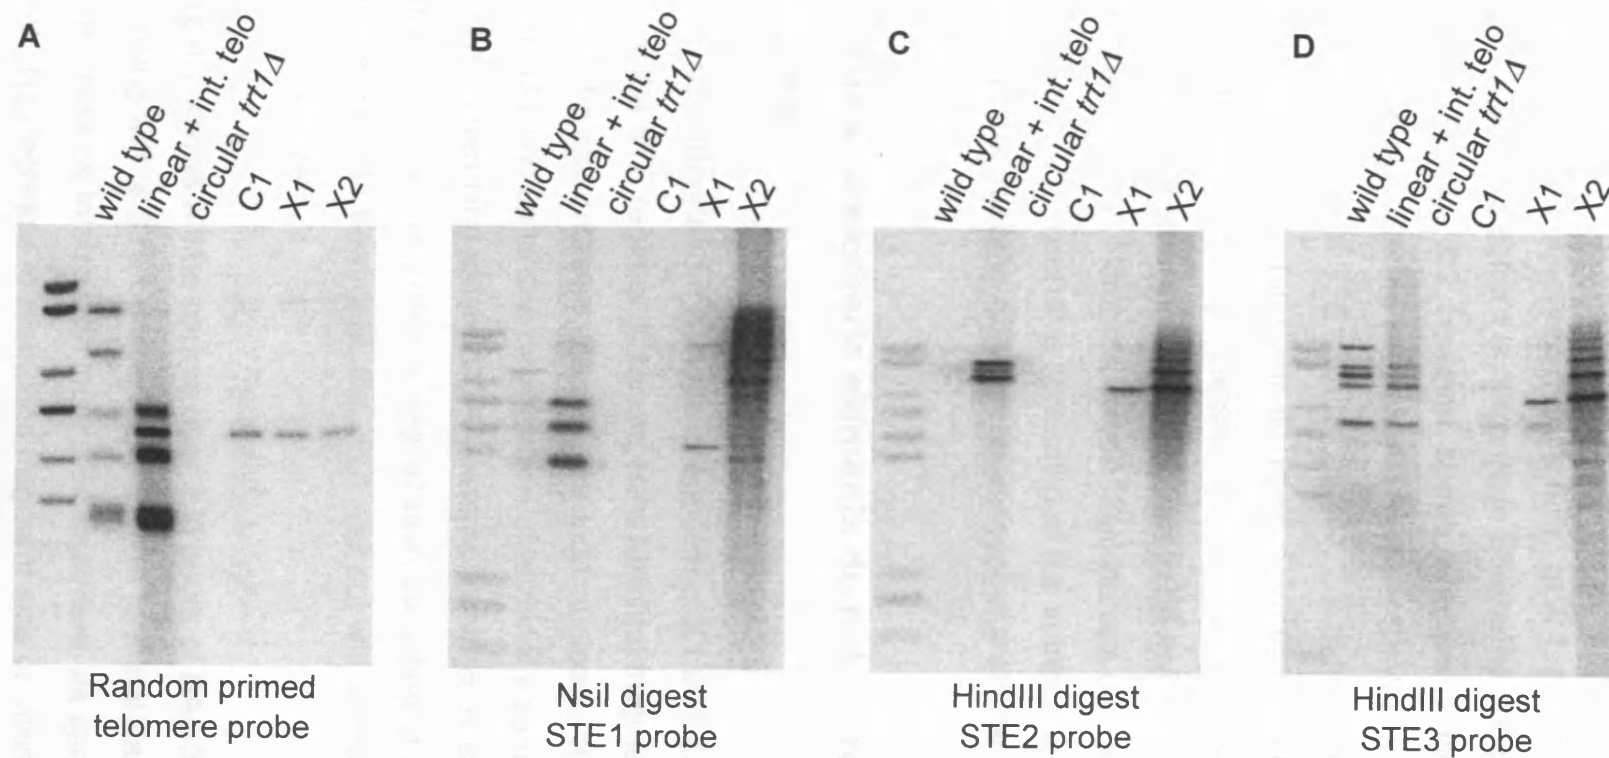 A
wild type
linear + int. telo
circular trt1Δ
C1
X1
X2
Random primed
telomere probe
B
wild type
linear + int. telo
circular trt1Δ
C1
X1
X2
NsiI digest
STE1 probe
C
wild type
linear + int. telo
circular trt1Δ
C1
X1
X2
HindIII digest
STE2 probe
D
wild type
linear + int. telo
circular trt1Δ
C1
X1
X2
HindIII digest
STE3 probe